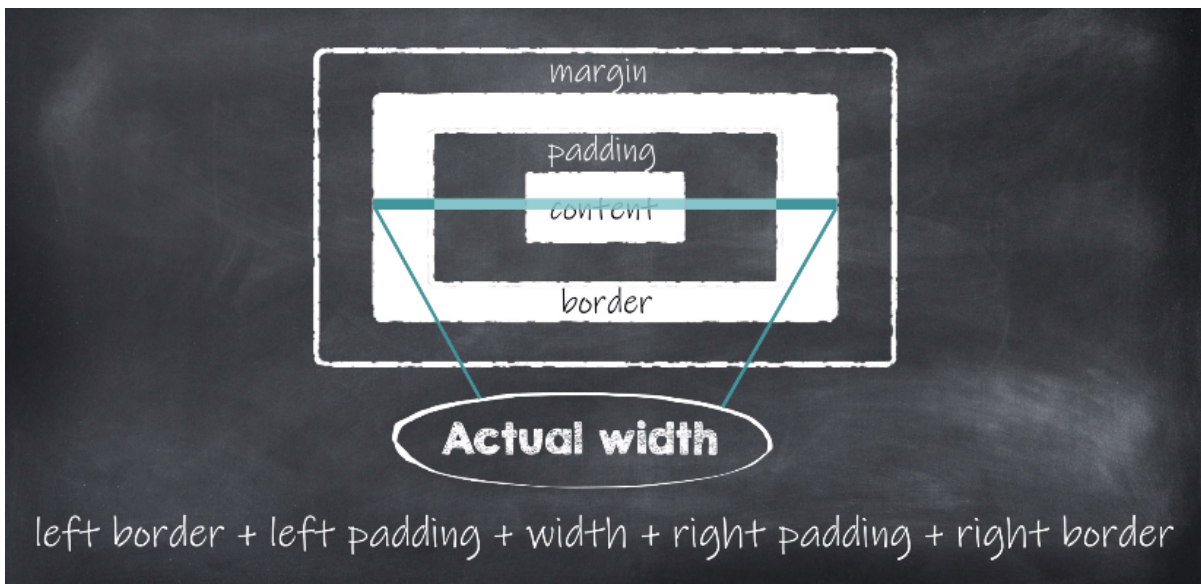 margin
padding
content
border
Actual width
left border + left padding + width + right padding + right border